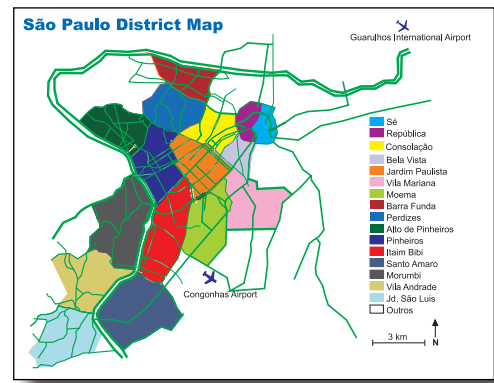 São Paulo District Map
Guarulhos International Airport
Sé
República
Consolação
Bela Vista
Jardim Paulista
Vila Mariana
Moema
Barra Funda
Perdizes
Alto de Pinheiros
Pinheiros
Itaim Bibi
Santo Amaro
Morumbi
Vila Andrade
Jd. São Luis
Outros
Congonhas Airport
3 km
N